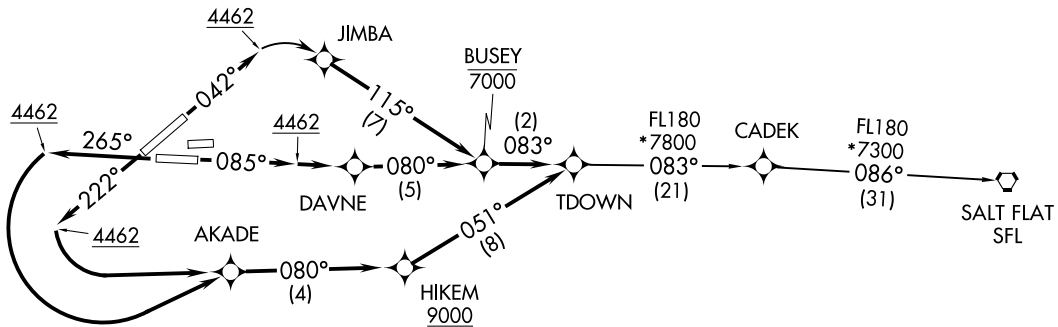 4462
JIMBA
042°
BUSEY
7000
115°
(7)
4462
265°
4462
(2)
083°
FL180
*7800
083°
(21)
CADEK
FL180
*7300
086°
(31)
085°
080°
(5)
DAVNE
TDOWN
SALT FLAT
SFL
222°
4462
AKADE
051°
(8)
080°
(4)
HIKEM
9000